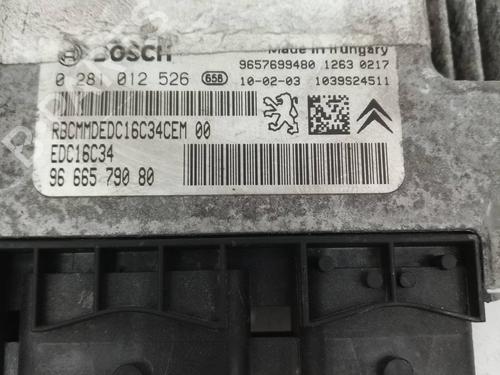 BOSCH
Made in Hungary
0 281 012 526 658
9657699480 1263 0217
10-02-03 1039S24511
RBCMMDEDC16C34CEM 00
EDC16C34
96 665 790 80